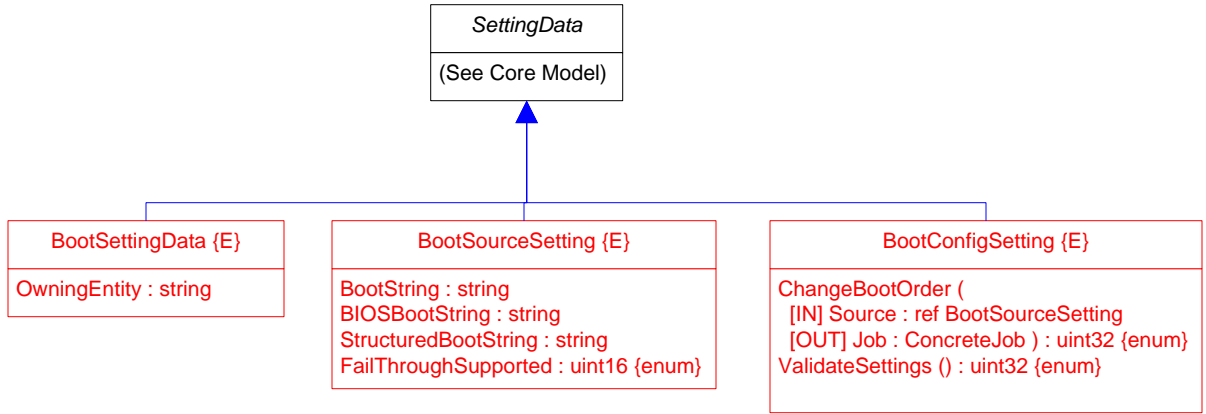 SettingData
(See Core Model)
BootSettingData {E}
OwningEntity : string
BootSourceSetting {E}
BootString : string
BIOSBootString : string
StructuredBootString : string
FailThroughSupported : uint16 {enum}
BootConfigSetting {E}
ChangeBootOrder (
[IN] Source : ref BootSourceSetting
[OUT] Job : ConcreteJob ) : uint32 {enum}
ValidateSettings () : uint32 {enum}